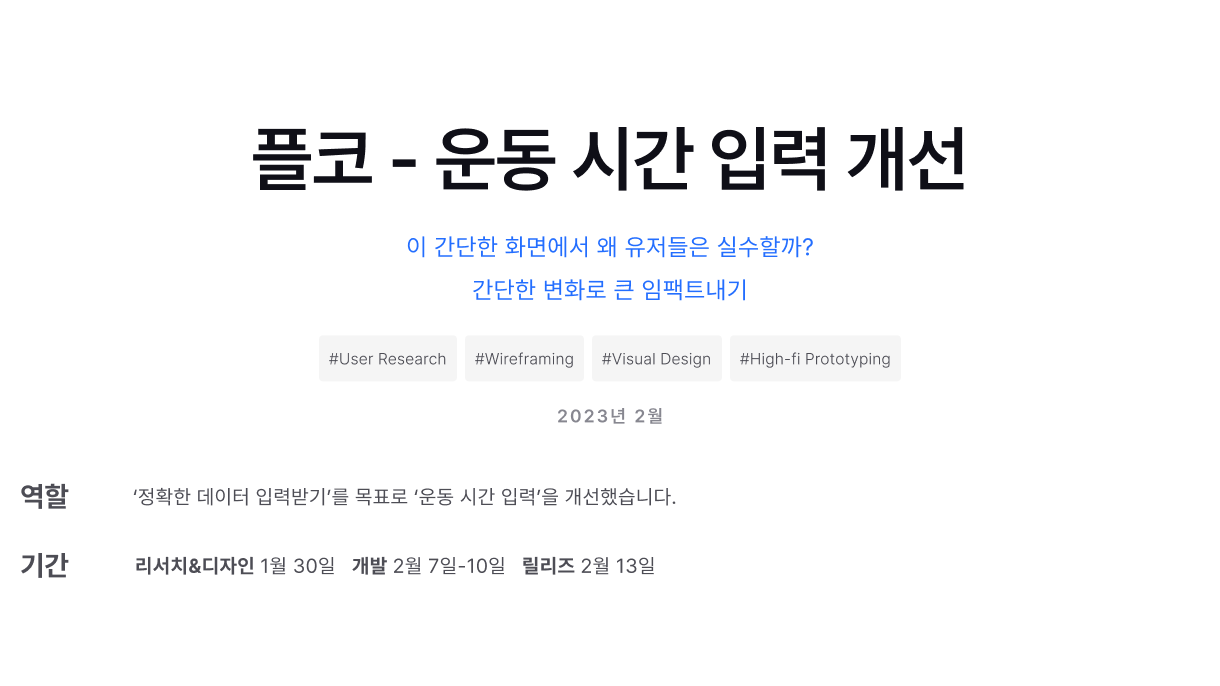 플코 - 운동 시간 입력 개선
이 간단한 화면에서 왜 유저들은 실수할까?
간단한 변화로 큰 임팩트내기
#User Research #Wireframing #Visual Design #High-fi Prototyping
2023년 2월
역할 ‘정확한 데이터 입력받기’를 목표로 ‘운동 시간 입력’을 개선했습니다.
기간 리서치&디자인 1월 30일 개발 2월 7일-10일 릴리즈 2월 13일